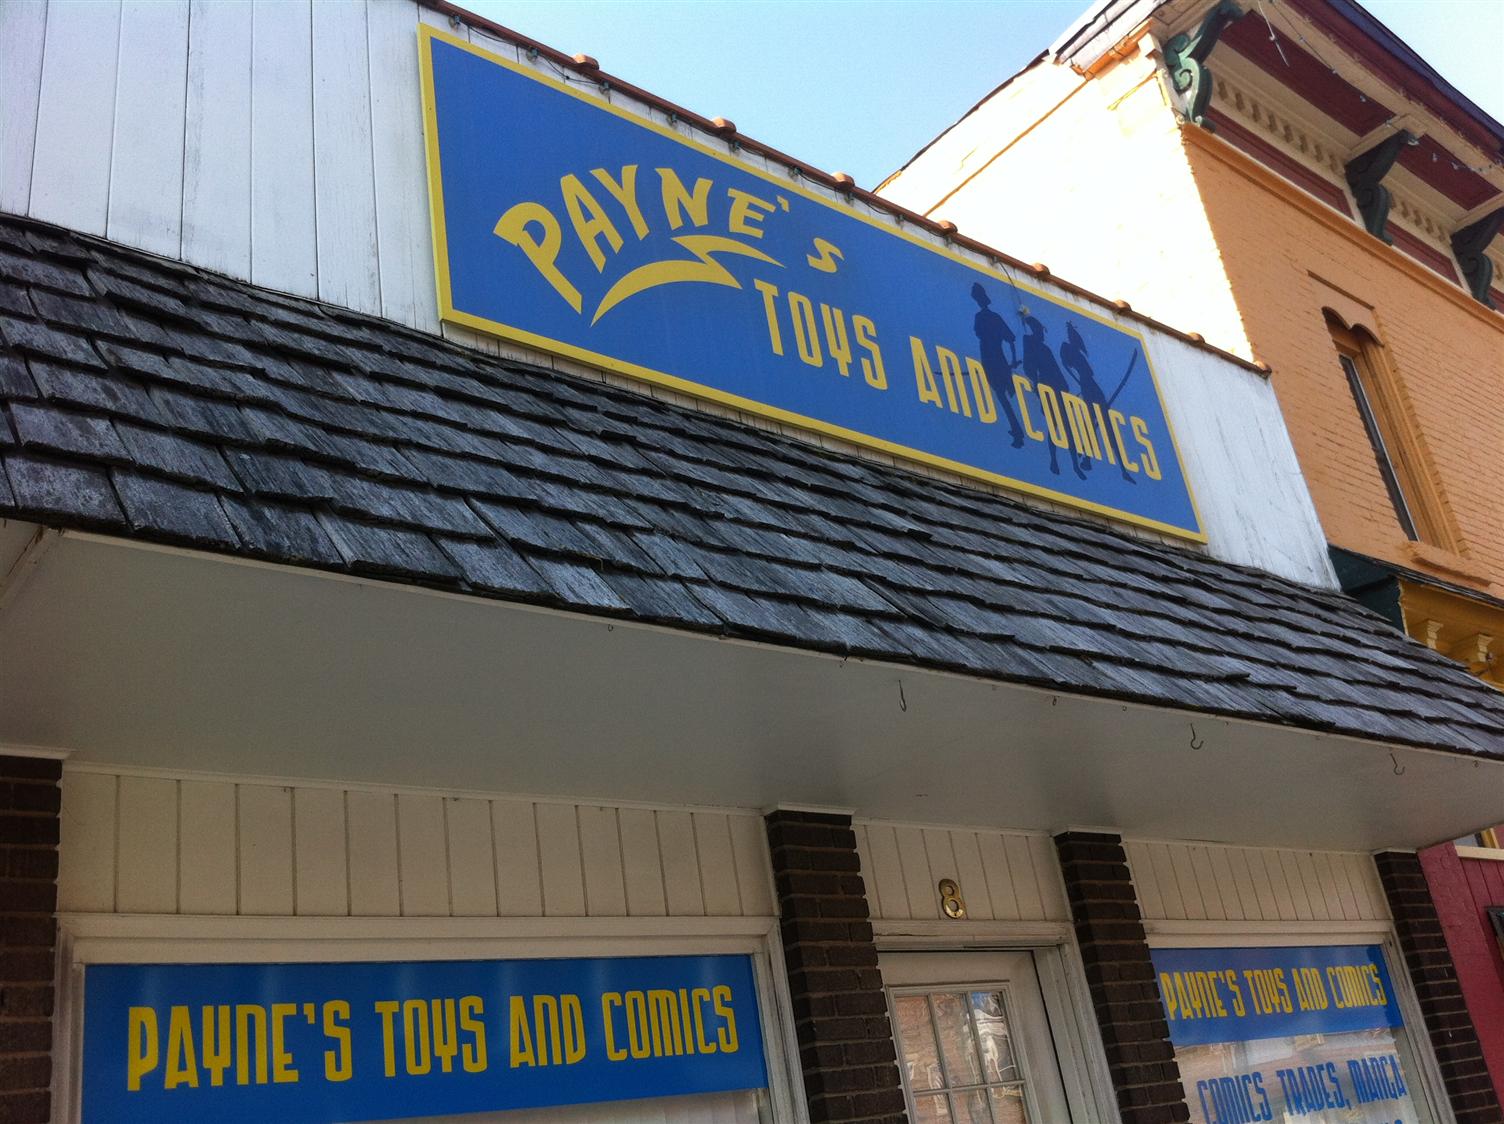 PAYNE'S
TOYS AND COMICS
8
PAYNE'S TOYS AND COMICS
PAYNE'S TOYS AND COMICS
COMICS, TRADES, MANGA